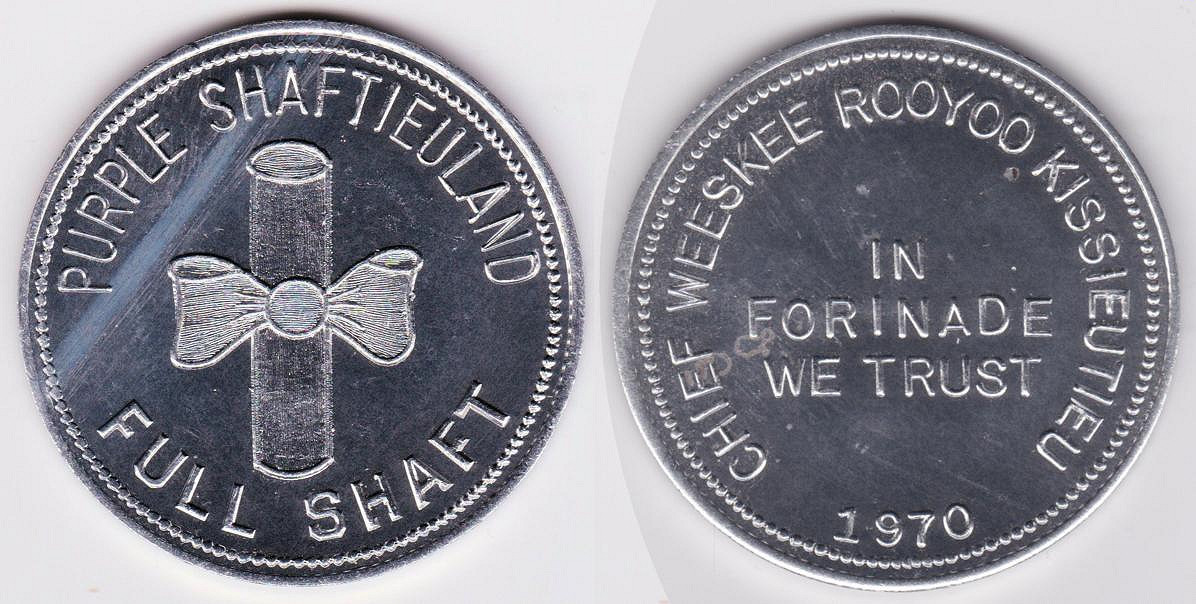 PURPLE SHAFTIEULAND
FULL SHAFT
CHIEF WEESKEE ROOYOO KISSIEUTIEU
IN
FORINADE
WE TRUST
1970